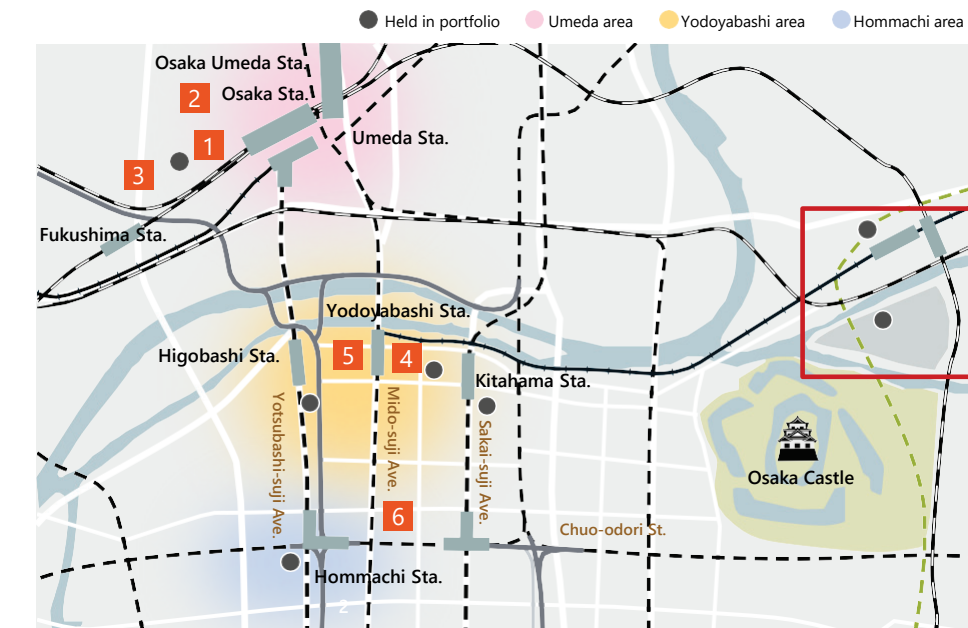 Held in portfolio
Umeda area
Yodoyabashi area
Hommachi area
Osaka Umeda Sta.
2
Osaka Sta.
1
Umeda Sta.
3
Fukushima Sta.
Yodoyabashi Sta.
Higobashi Sta.
5
4
Kitahama Sta.
Yotsubashi-suji Ave.
Mido-suji Ave.
Sakai-suji Ave.
Osaka Castle
6
Chuo-odori St.
Hommachi Sta.
2